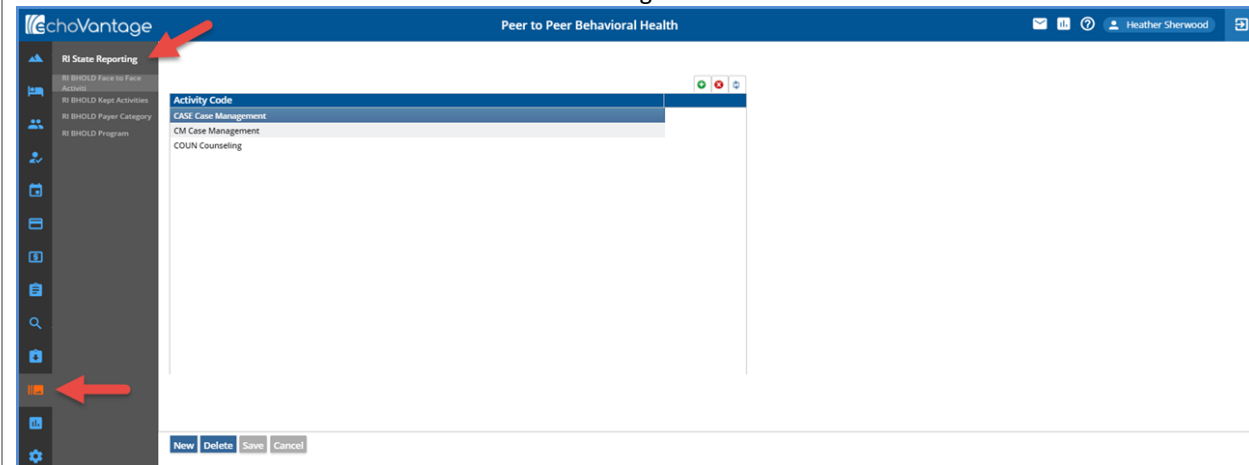 echoVantage
Peer to Peer Behavioral Health
Heather Sherwood
RI State Reporting
RI BHOLD Face to Face
Activiti
RI BHOLD Kept Activities
RI BHOLD Payer Category
RI BHOLD Program
Activity Code
CASE Case Management
CM Case Management
COUN Counseling
New Delete Save Cancel